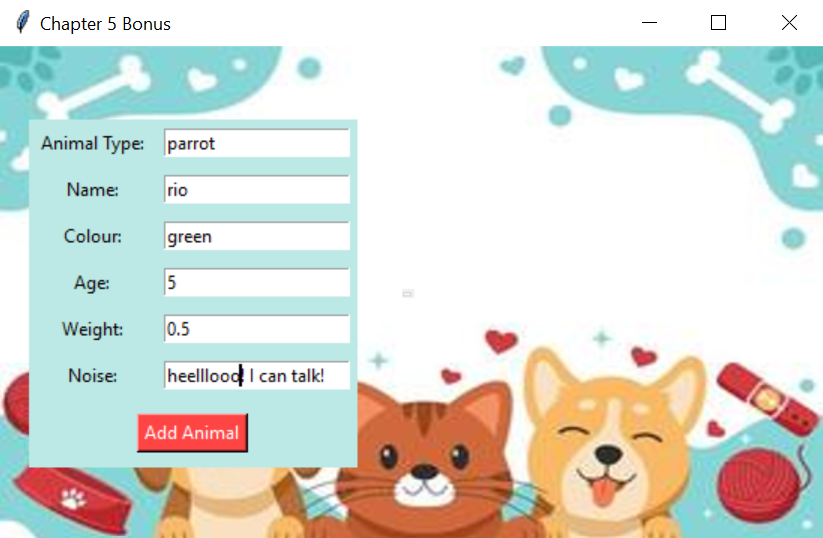 Chapter 5 Bonus
Animal Type: parrot
Name: rio
Colour: green
Age: 5
Weight: 0.5
Noise: heelllooo! I can talk!
Add Animal